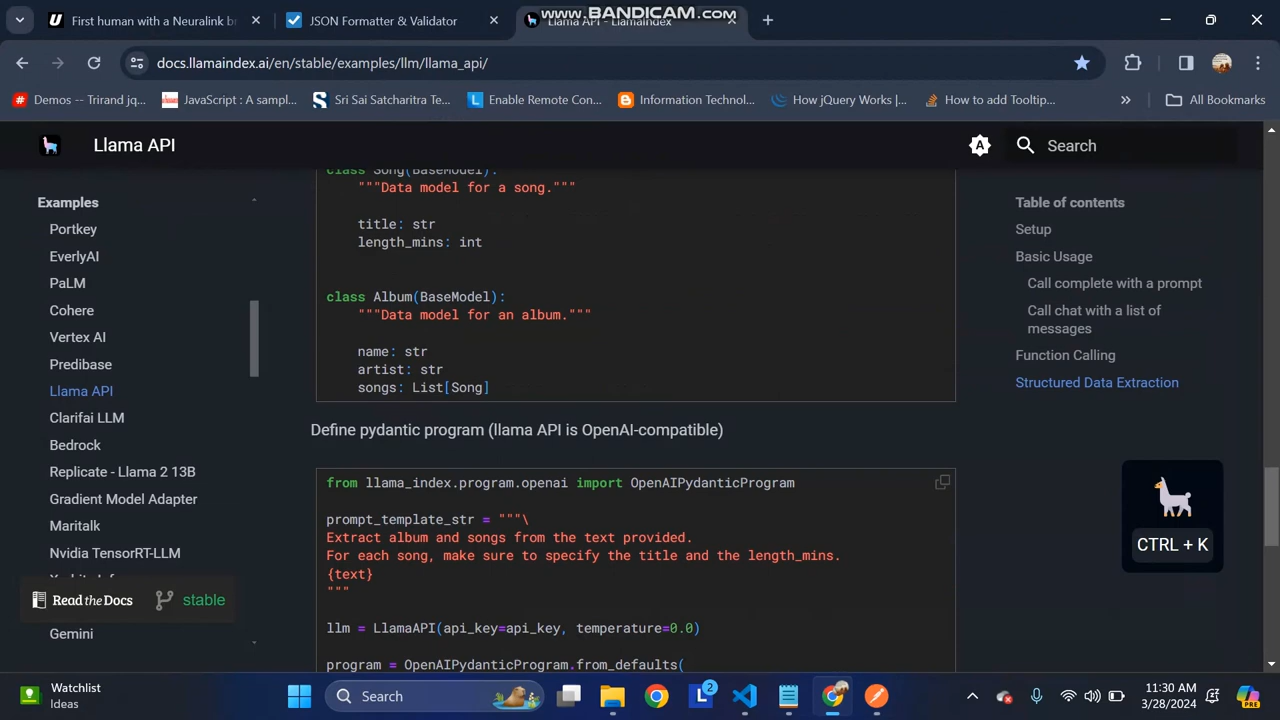 First human with a Neuralink br
JSON Formatter & Validator
Llama API - LlamaIndex
www.BANDICAM.com
docs.llamaindex.ai/en/stable/examples/llm/llama_api/
Demos -- Trirand jq...
JavaScript : A sampl...
Sri Sai Satcharitra Te...
Enable Remote Con...
Information Technol...
How jQuery Works |...
How to add Tooltip...
»
All Bookmarks
Llama API
A
Search
Examples
Portkey
EverlyAI
PaLM
Cohere
Vertex AI
Predibase
Llama API
Clarifai LLM
Bedrock
Replicate - Llama 2 13B
Gradient Model Adapter
Maritalk
Nvidia TensorRT-LLM
Read the Docs
stable
Gemini
class Song(BaseModel):
"""Data model for a song."""
title: str
length_mins: int
class Album(BaseModel):
"""Data model for an album."""
name: str
artist: str
songs: List[Song]
Define pydantic program (llama API is OpenAI-compatible)
from llama_index.program.openai import OpenAIPydanticProgram
prompt_template_str = """\
Extract album and songs from the text provided.
For each song, make sure to specify the title and the length_mins.
{text}
"""
llm = LlamaAPI(api_key=api_key, temperature=0.0)
program = OpenAIPydanticProgram.from_defaults(
Table of contents
Setup
Basic Usage
Call complete with a prompt
Call chat with a list of
messages
Function Calling
Structured Data Extraction
CTRL + K
Watchlist
Ideas
Search
L
2
PRE
11:30 AM
3/28/2024